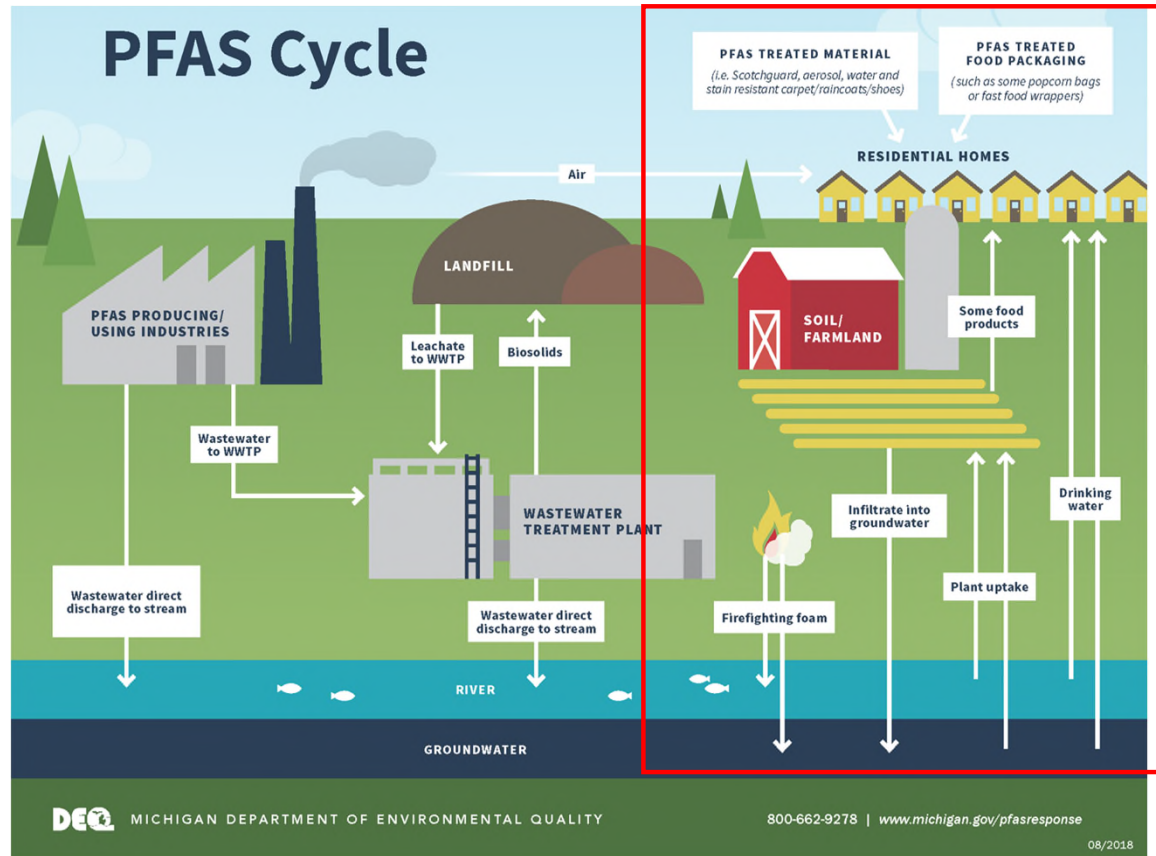 PFAS Cycle
PFAS TREATED MATERIAL
(i.e. Scotchguard, aerosol, water and
stain resistant carpet/raincoats/shoes)
PFAS TREATED
FOOD PACKAGING
(such as some popcorn bags
or fast food wrappers)
RESIDENTIAL HOMES
Air
LANDFILL
PFAS PRODUCING/
USING INDUSTRIES
SOIL/
FARMLAND
Some food
products
Leachate
to WWTP
Biosolids
Wastewater
to WWTP
WASTEWATER
TREATMENT PLANT
Infiltrate into
groundwater
Drinking
water
Plant uptake
Wastewater direct
discharge to stream
Wastewater direct
discharge to stream
Firefighting foam
RIVER
GROUNDWATER
DEQ MICHIGAN DEPARTMENT OF ENVIRONMENTAL QUALITY
800-662-9278 | www.michigan.gov/pfasresponse
08/2018